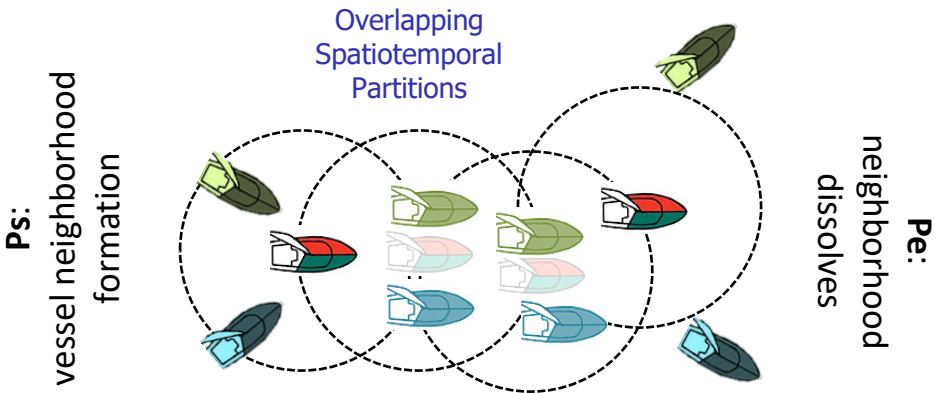 Overlapping
Spatiotemporal
Partitions
Ps:
vessel neighborhood
formation
Pe:
neighborhood
dissolves